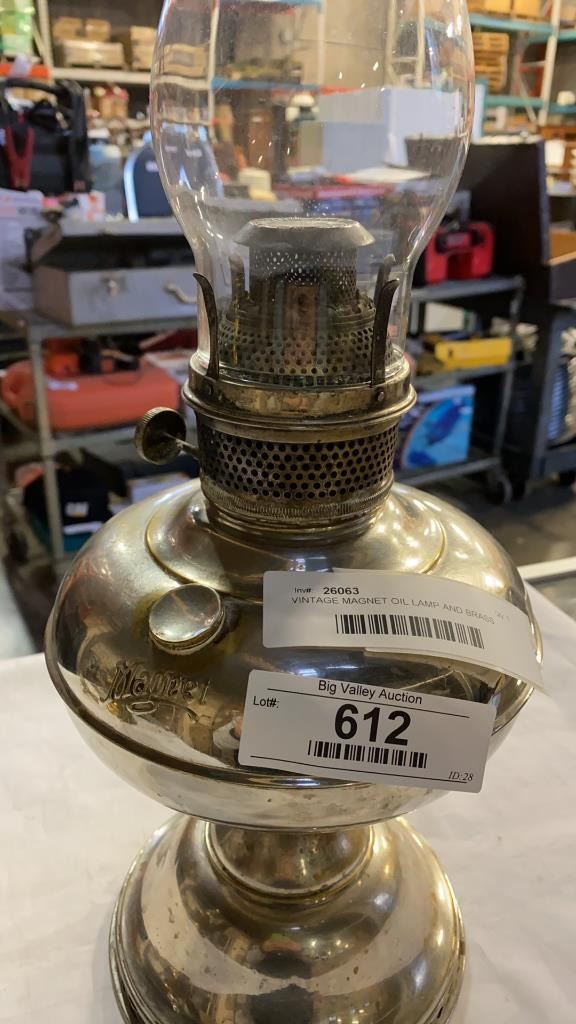 Inv#: 26063
VINTAGE MAGNET OIL LAMP AND BRASS
Magnet
Big Valley Auction
Lot#:
612
ID:28